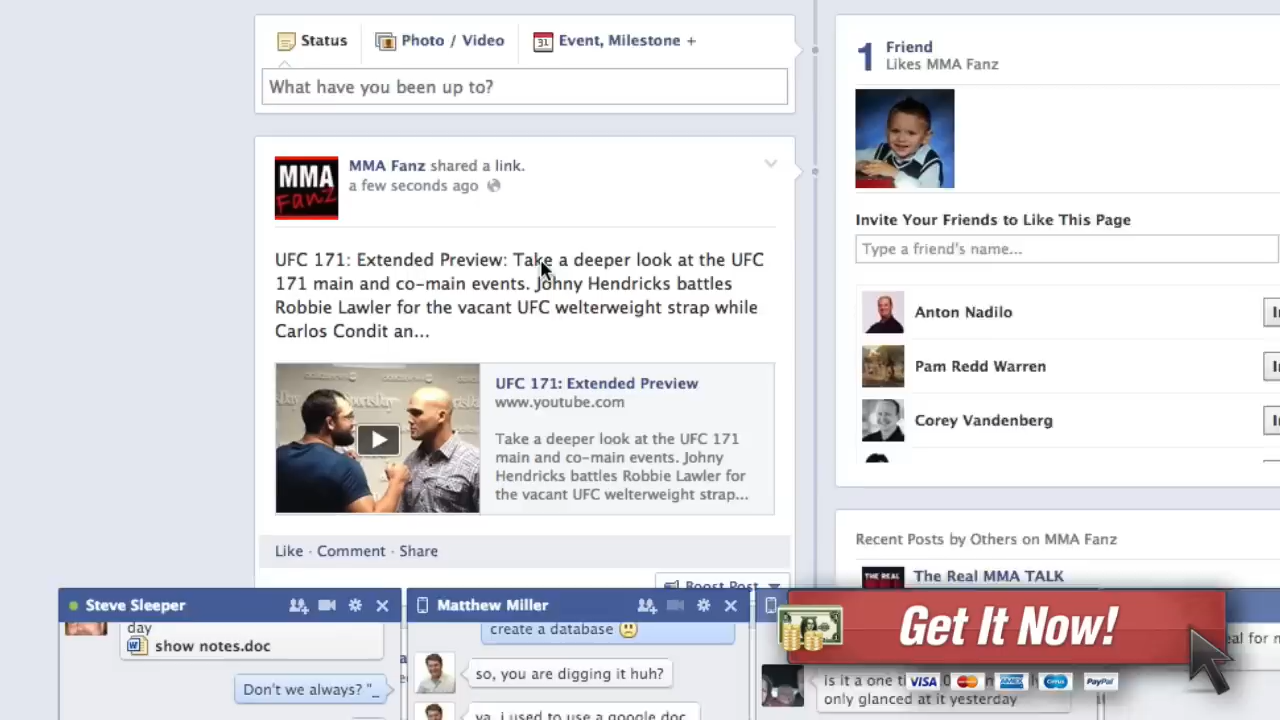 Status
Photo / Video
31
Event, Milestone +
What have you been up to?
MMA
Fanz
MMA Fanz shared a link.
a few seconds ago
UFC 171: Extended Preview: Take a deeper look at the UFC
171 main and co-main events. Johny Hendricks battles
Robbie Lawler for the vacant UFC welterweight strap while
Carlos Condit an...
UFC 171: Extended Preview
www.youtube.com
Take a deeper look at the UFC 171
main and co-main events. Johny
Hendricks battles Robbie Lawler for
the vacant UFC welterweight strap...
Like · Comment · Share
Boost Post
1 Friend
Likes MMA Fanz
Invite Your Friends to Like This Page
Type a friend's name...
Anton Nadilo
Pam Redd Warren
Corey Vandenberg
Recent Posts by Others on MMA Fanz
THE REAL
The Real MMA TALK
Steve Sleeper
day
show notes.doc
Don't we always? "_
Matthew Miller
create a database
so, you are digging it huh?
ya, i used to use a google doc
Get It Now!
is it a one
only glanced at it yesterday
VISA
AMEX
Cirrus
PayPal